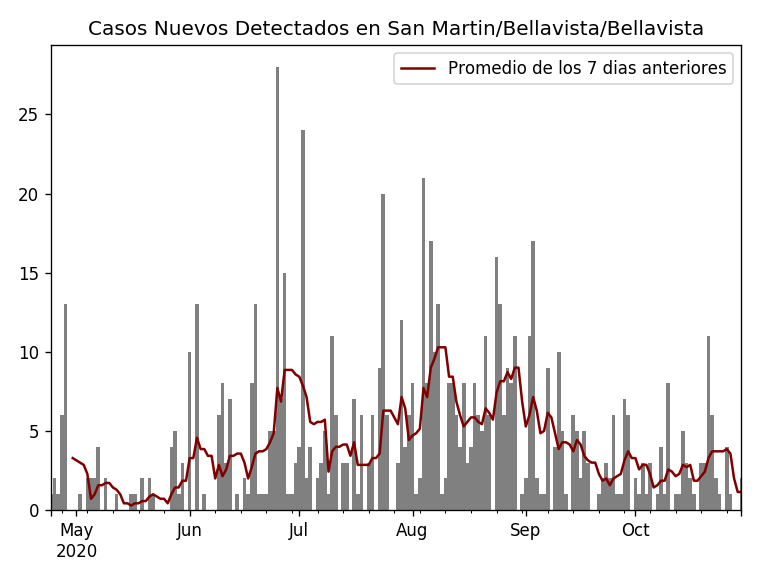 Casos Nuevos Detectados en San Martin/Bellavista/Bellavista
Promedio de los 7 dias anteriores
25
20
15
10
5
0
May Jun Jul Aug Sep Oct
2020